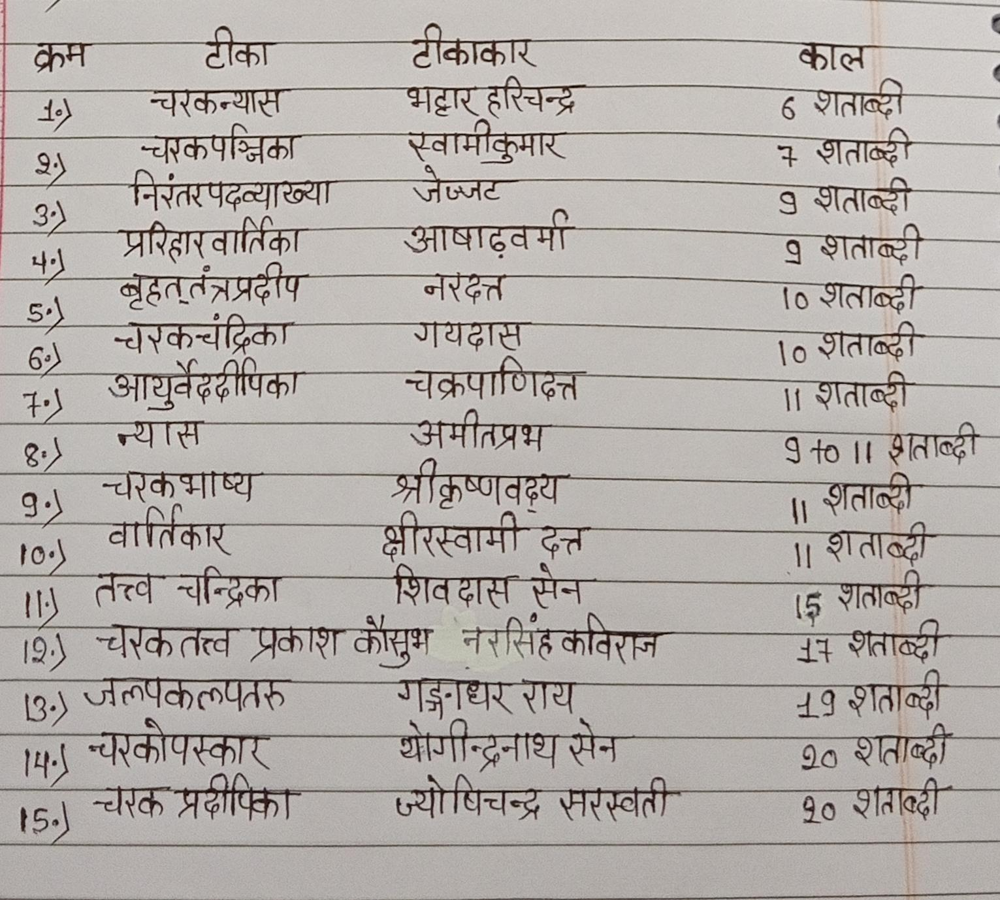 क्रम टीका टीकाकार काल
1.) चरकन्यास भट्टार हरिचन्द्र 6 शताब्दी
2.) चरकपञ्जिका स्वामीकुमार 7 शताब्दी
3.) निरंतरपदव्याख्या जेज्जट 9 शताब्दी
4.) प्ररिहारवार्तिका आषाढ़वर्मा 9 शताब्दी
5.) बृहत्तंत्रप्रदीप नरदत्त 10 शताब्दी
6.) चरकचंद्रिका गयदास 10 शताब्दी
7.) आयुर्वेददीपिका चक्रपाणिदत्त 11 शताब्दी
8.) न्यास अमीतप्रभ 9 to 11 शताब्दी
9.) चरकभाष्य श्रीकृष्णवद्य 11 शताब्दी
10.) वार्तिकार क्षीरस्वामी दत्त 11 शताब्दी
11.) तत्त्व चन्द्रिका शिवदास सेन 15 शताब्दी
12.) चरकतत्त्व प्रकाश कौसुभ नरसिंह कविराज 17 शताब्दी
13.) जल्पकल्पतरु गङ्गाधर राय 19 शताब्दी
14.) चरकोपस्कार योगीन्द्रनाथ सेन 20 शताब्दी
15.) चरक प्रदीपिका ज्योषिचन्द्र सरस्वती 20 शताब्दी